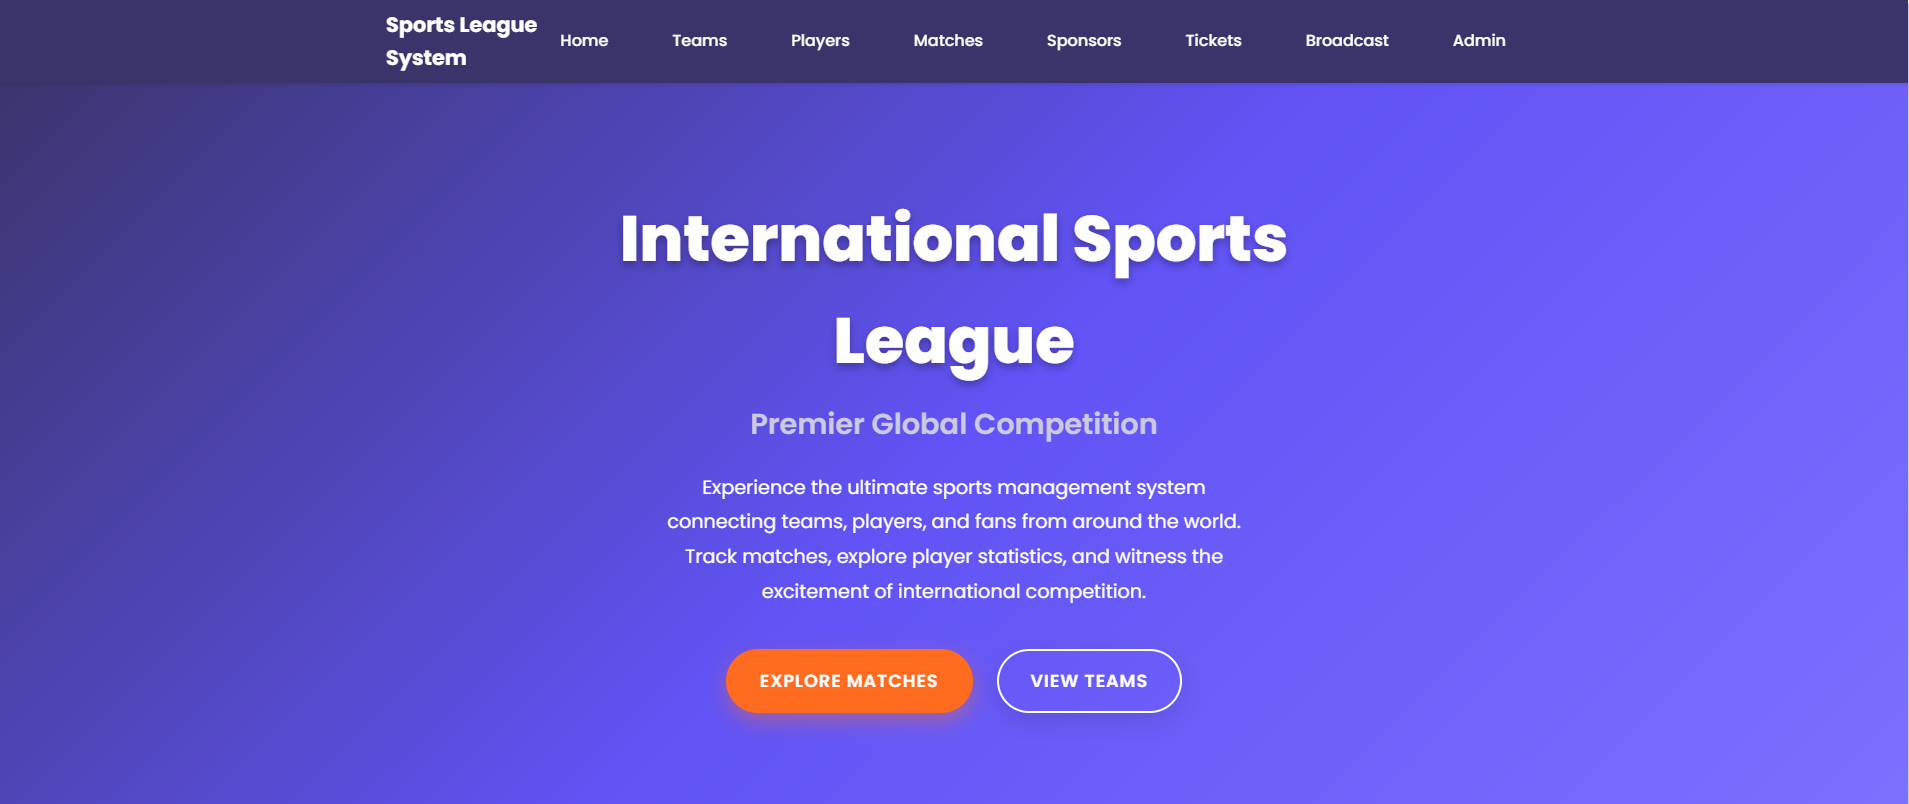 Sports League
System
Home Teams Players Matches Sponsors Tickets Broadcast Admin
International Sports
League
Premier Global Competition
Experience the ultimate sports management system
connecting teams, players, and fans from around the world.
Track matches, explore player statistics, and witness the
excitement of international competition.
EXPLORE MATCHES VIEW TEAMS